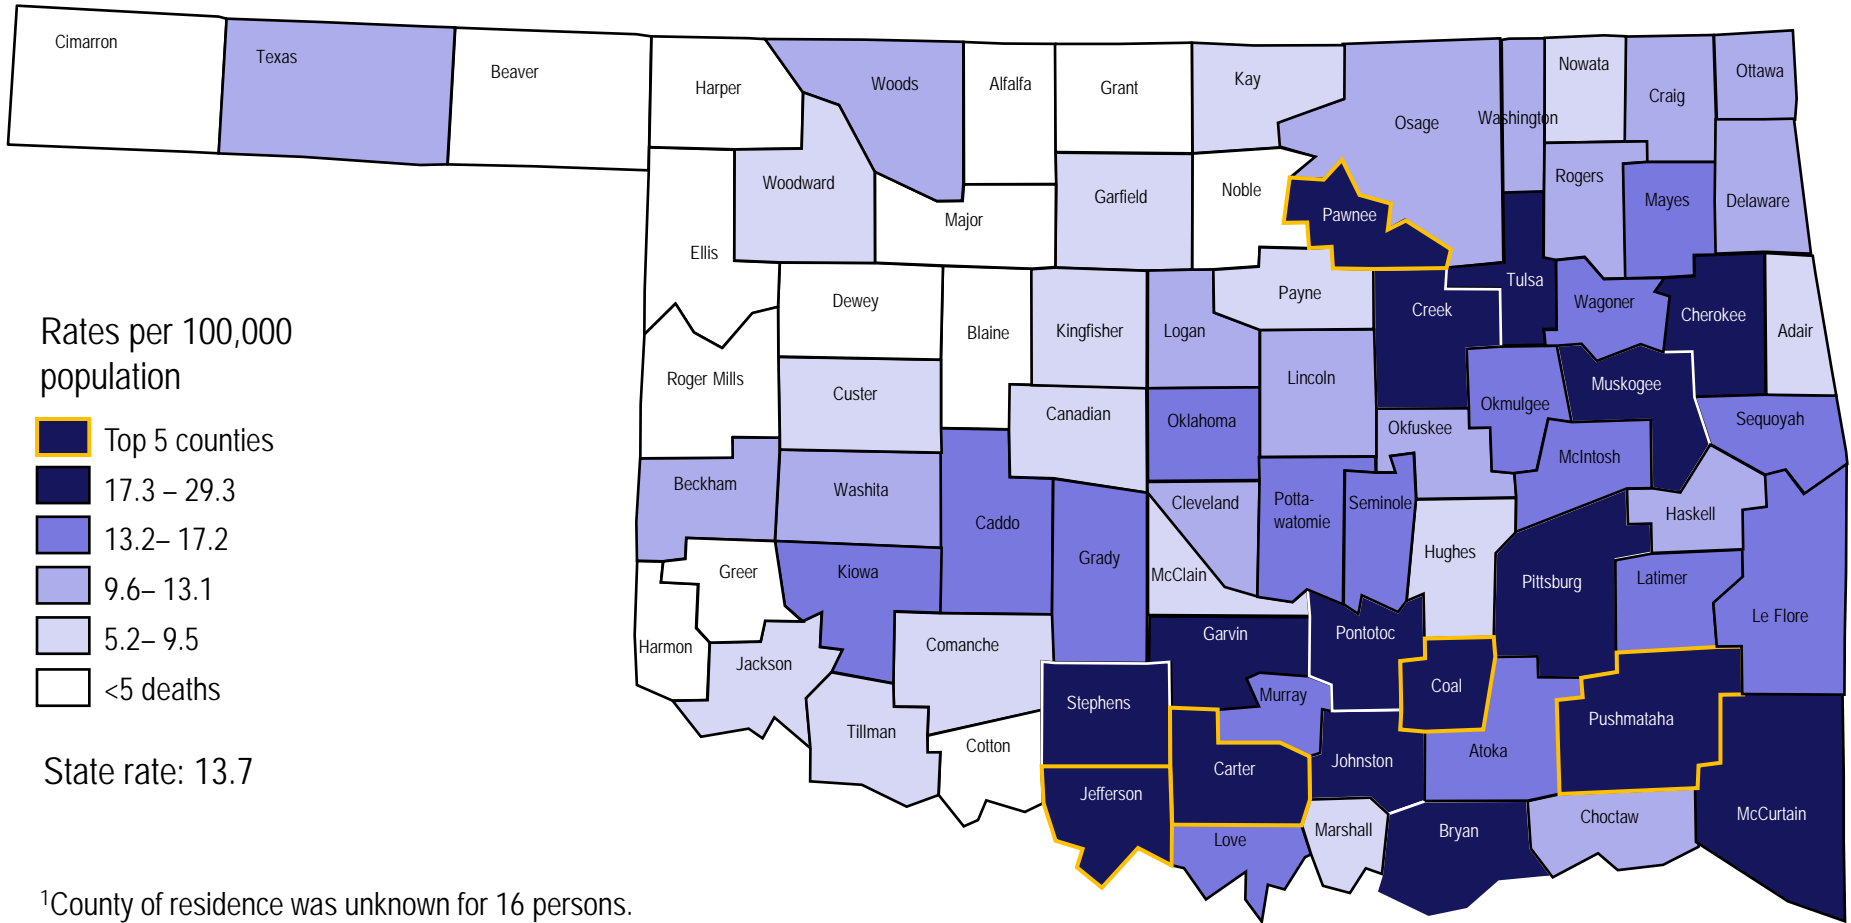 Cimarron
Texas
Beaver
Harper
Woods
Alfalfa
Grant
Kay
Osage
Washington
Nowata
Craig
Ottawa
Woodward
Ellis
Major
Garfield
Noble
Pawnee
Rogers
Mayes
Delaware
Dewey
Blaine
Kingfisher
Logan
Payne
Creek
Tulsa
Wagoner
Cherokee
Adair
Roger Mills
Custer
Canadian
Oklahoma
Lincoln
Okfuskee
Okmulgee
Muskogee
Sequoyah
McIntosh
Beckham
Washita
Caddo
Grady
Cleveland
Potta-
watomie
Seminole
Hughes
Haskell
Pittsburg
Latimer
Le Flore
Greer
Kiowa
McClain
Harmon
Jackson
Comanche
Garvin
Pontotoc
Coal
Stephens
Murray
Tillman
Cotton
Carter
Johnston
Atoka
Pushmataha
Jefferson
Love
Marshall
Bryan
Choctaw
McCurtain
Rates per 100,000
population
Top 5 counties
17.3 – 29.3
13.2– 17.2
9.6– 13.1
5.2– 9.5
<5 deaths
State rate: 13.7
1County of residence was unknown for 16 persons.